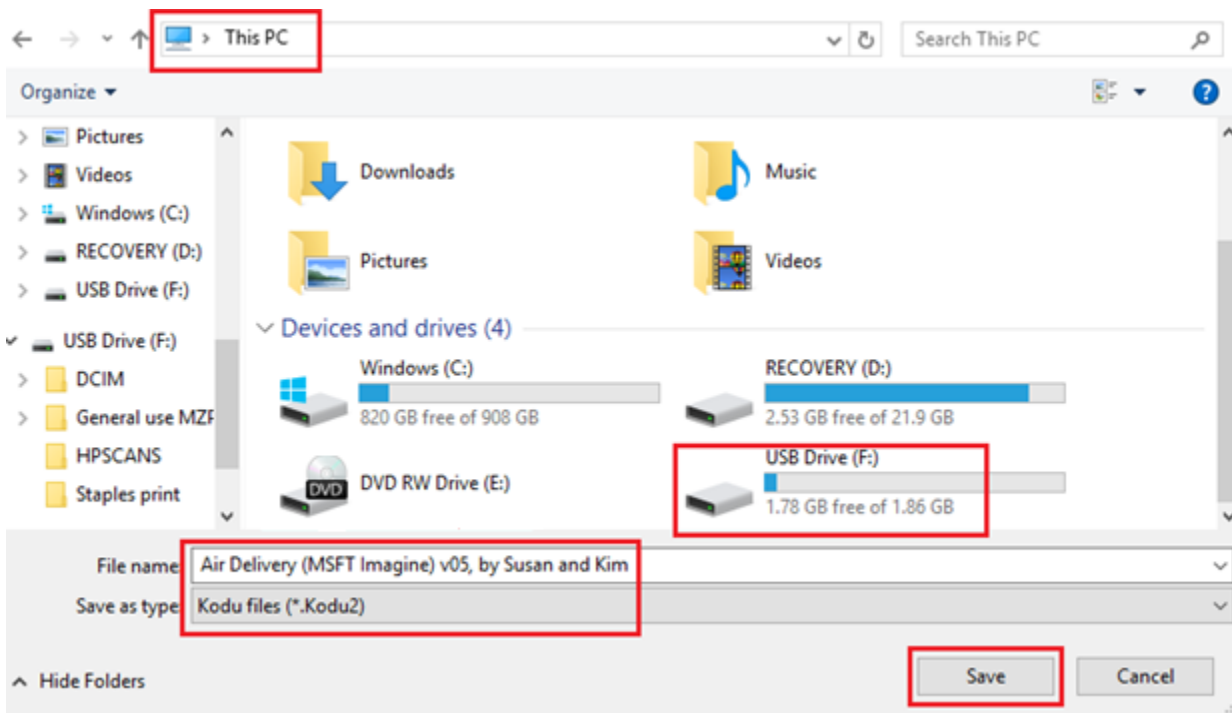 This PC
Search This PC
Organize
Pictures
Videos
Windows (C:)
RECOVERY (D:)
USB Drive (F:)
USB Drive (F:)
DCIM
General use MZP
HPSCANS
Staples print
Downloads
Music
Pictures
Videos
Devices and drives (4)
Windows (C:)
820 GB free of 908 GB
RECOVERY (D:)
2.53 GB free of 21.9 GB
DVD
DVD RW Drive (E:)
USB Drive (F:)
1.78 GB free of 1.86 GB
File name
Air Delivery (MSFT Imagine) v05, by Susan and Kim
Save as type
Kodu files (*.Kodu2)
Hide Folders
Save
Cancel